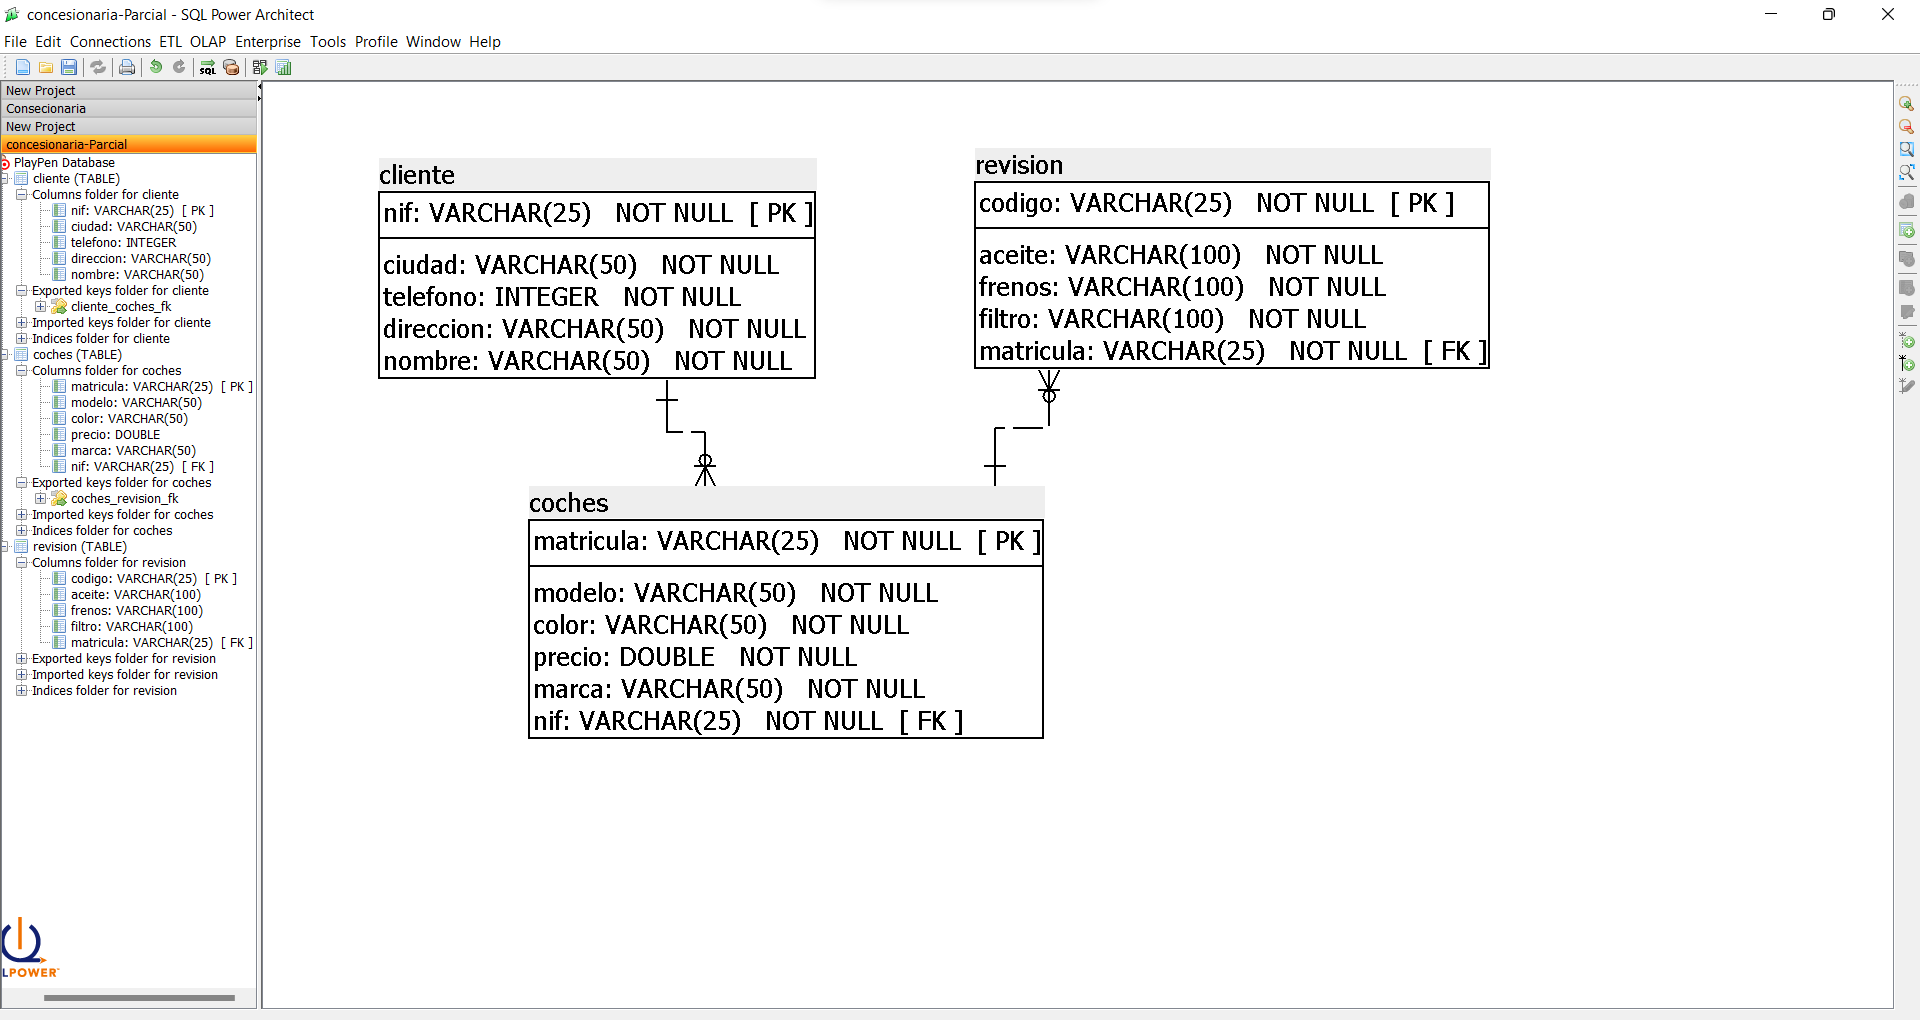 concesionaria-Parcial - SQL Power Architect
File Edit Connections ETL OLAP Enterprise Tools Profile Window Help
SQL
New Project
Consecionaria
New Project
concesionaria-Parcial
PlayPen Database
cliente (TABLE)
Columns folder for cliente
nif: VARCHAR(25) [ PK ]
ciudad: VARCHAR(50)
telefono: INTEGER
direccion: VARCHAR(50)
nombre: VARCHAR(50)
Exported keys folder for cliente
cliente_coches_fk
Imported keys folder for cliente
Indices folder for cliente
coches (TABLE)
Columns folder for coches
matricula: VARCHAR(25) [ PK ]
modelo: VARCHAR(50)
color: VARCHAR(50)
precio: DOUBLE
marca: VARCHAR(50)
nif: VARCHAR(25) [ FK ]
Exported keys folder for coches
coches_revision_fk
Imported keys folder for coches
Indices folder for coches
revision (TABLE)
Columns folder for revision
codigo: VARCHAR(25) [ PK ]
aceite: VARCHAR(100)
frenos: VARCHAR(100)
filtro: VARCHAR(100)
matricula: VARCHAR(25) [ FK ]
Exported keys folder for revision
Imported keys folder for revision
Indices folder for revision
LPOWER
cliente
nif: VARCHAR(25) NOT NULL [ PK ]
ciudad: VARCHAR(50) NOT NULL
telefono: INTEGER NOT NULL
direccion: VARCHAR(50) NOT NULL
nombre: VARCHAR(50) NOT NULL
revision
codigo: VARCHAR(25) NOT NULL [ PK ]
aceite: VARCHAR(100) NOT NULL
frenos: VARCHAR(100) NOT NULL
filtro: VARCHAR(100) NOT NULL
matricula: VARCHAR(25) NOT NULL [ FK ]
coches
matricula: VARCHAR(25) NOT NULL [ PK ]
modelo: VARCHAR(50) NOT NULL
color: VARCHAR(50) NOT NULL
precio: DOUBLE NOT NULL
marca: VARCHAR(50) NOT NULL
nif: VARCHAR(25) NOT NULL [ FK ]